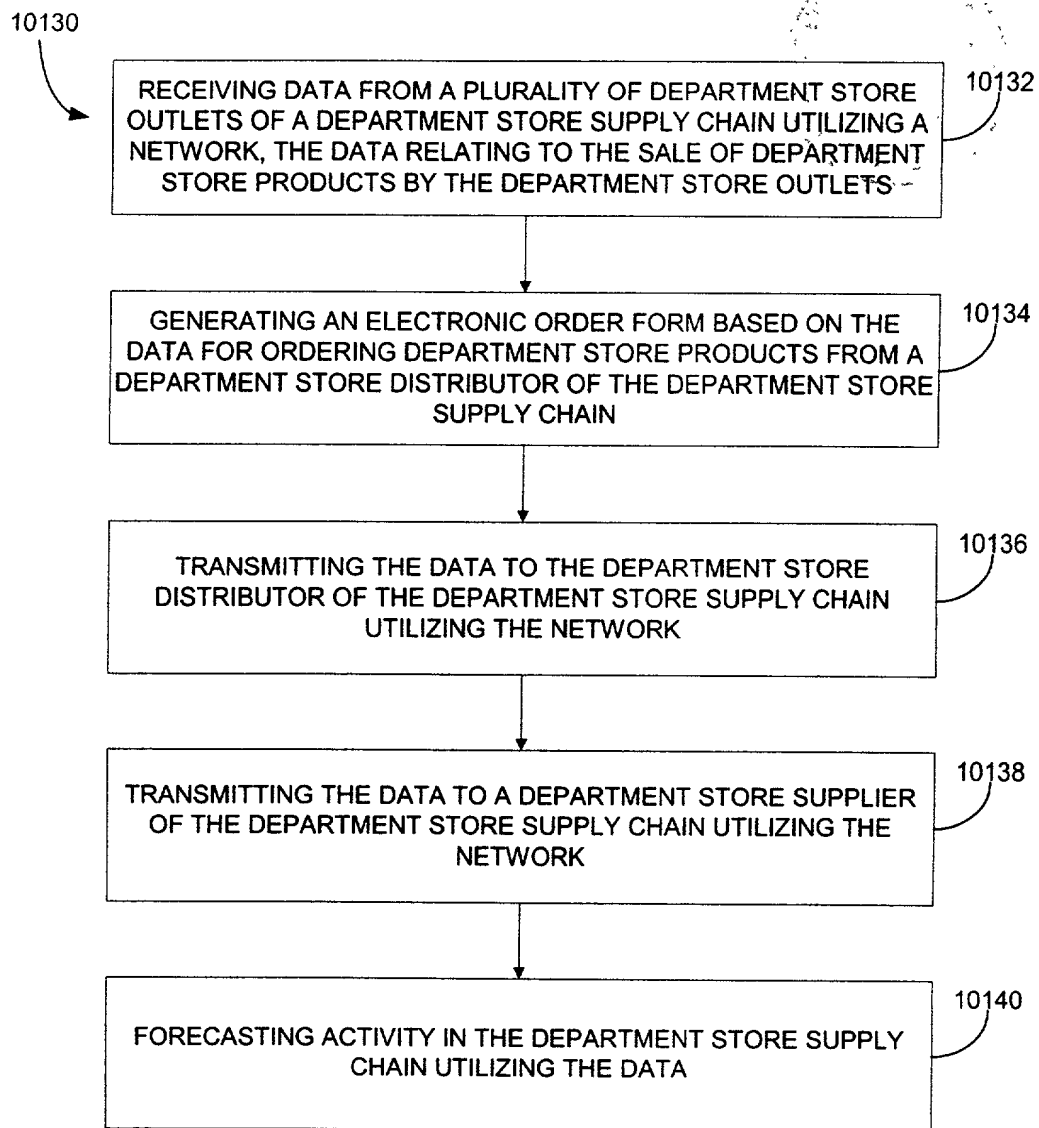 10130
RECEIVING DATA FROM A PLURALITY OF DEPARTMENT STORE
OUTLETS OF A DEPARTMENT STORE SUPPLY CHAIN UTILIZING A
NETWORK, THE DATA RELATING TO THE SALE OF DEPARTMENT
STORE PRODUCTS BY THE DEPARTMENT STORE OUTLETS
10132
GENERATING AN ELECTRONIC ORDER FORM BASED ON THE
DATA FOR ORDERING DEPARTMENT STORE PRODUCTS FROM A
DEPARTMENT STORE DISTRIBUTOR OF THE DEPARTMENT STORE
SUPPLY CHAIN
10134
TRANSMITTING THE DATA TO THE DEPARTMENT STORE
DISTRIBUTOR OF THE DEPARTMENT STORE SUPPLY CHAIN
UTILIZING THE NETWORK
10136
TRANSMITTING THE DATA TO A DEPARTMENT STORE SUPPLIER
OF THE DEPARTMENT STORE SUPPLY CHAIN UTILIZING THE
NETWORK
10138
FORECASTING ACTIVITY IN THE DEPARTMENT STORE SUPPLY
CHAIN UTILIZING THE DATA
10140